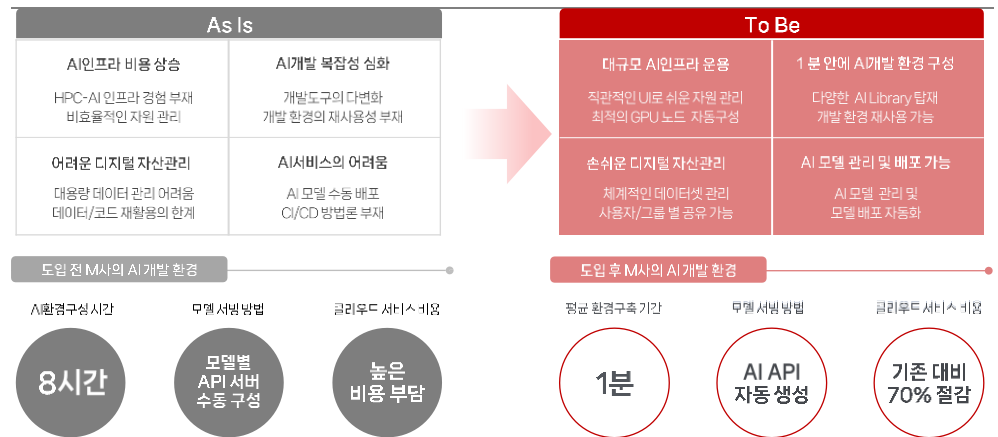 As Is
AI인프라 비용 상승
HPC-AI 인프라 경험 부재
비효율적인 자원 관리
AI개발 복잡성 심화
개발도구의 다변화
개발 환경의 재사용성 부재
어려운 디지털 자산관리
대용량 데이터 관리 어려움
데이터/코드 재활용의 한계
AI서비스의 어려움
AI 모델 수동 배포
CI/CD 방법론 부재
To Be
대규모 AI인프라 운용
직관적인 UI로 쉬운 자원 관리
최적의 GPU 노드 자동구성
1분 안에 AI개발 환경 구성
다양한 AI Library 탑재
개발 환경 재사용 가능
손쉬운 디지털 자산관리
체계적인 데이터셋 관리
사용자/그룹 별 공유 가능
AI 모델 관리 및 배포 가능
AI 모델 관리 및
모델 배포 자동화
도입 전 M사의 AI 개발 환경
AI환경구성 시간
8시간
모델 서빙 방법
모델별
API 서버
수동 구성
클라우드 서비스 비용
높은
비용 부담
도입 후 M사의 AI 개발 환경
평균 환경구축 기간
1분
모델 서빙 방법
AI API
자동 생성
클라우드 서비스 비용
기존 대비
70% 절감